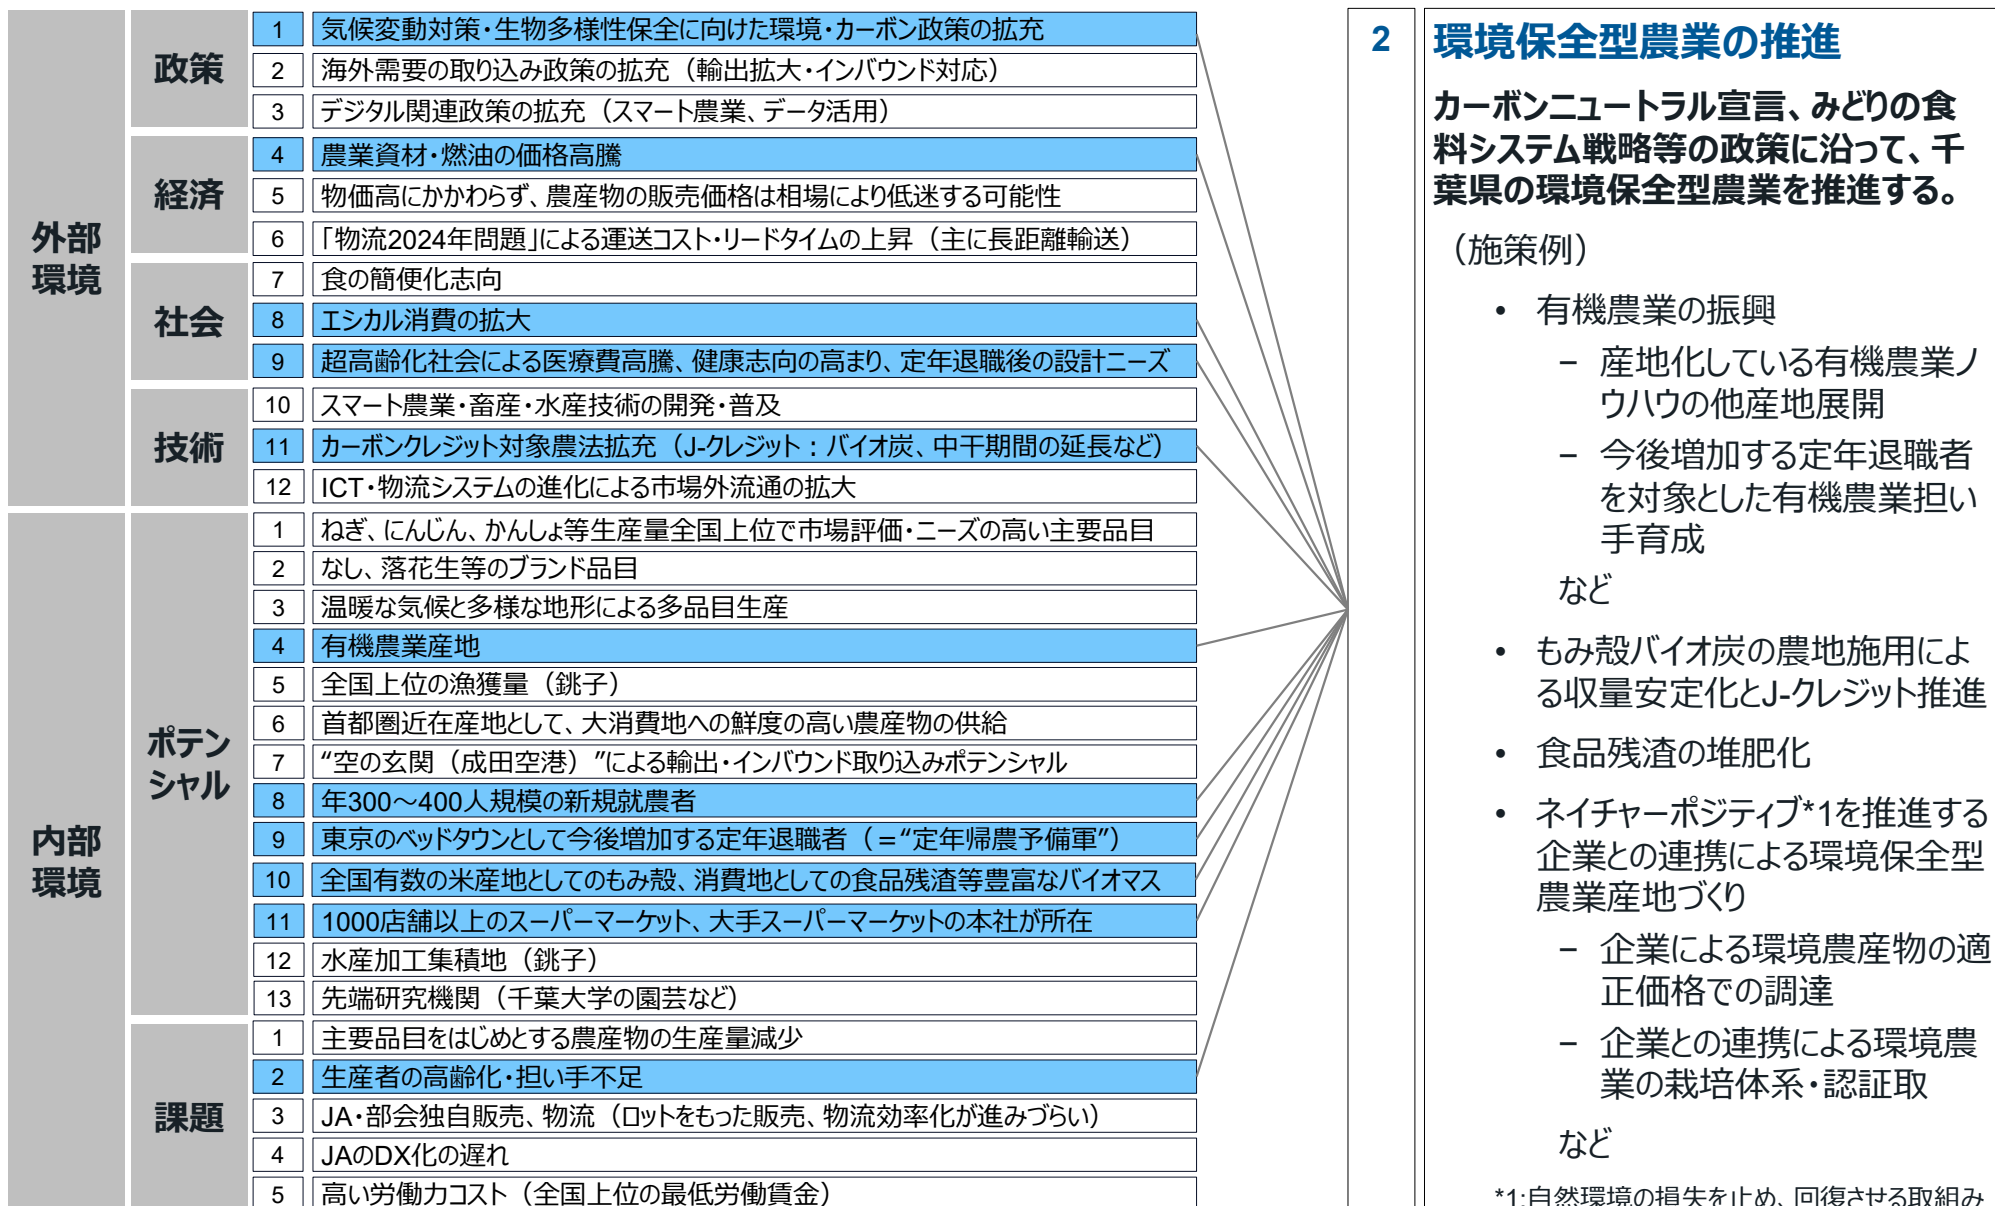 外部
環境
政策
1 気候変動対策・生物多様性保全に向けた環境・カーボン政策の拡充
2 海外需要の取り込み政策の拡充（輸出拡大・インバウンド対応）
3 デジタル関連政策の拡充（スマート農業、データ活用）
経済
4 農業資材・燃油の価格高騰
5 物価高にかかわらず、農産物の販売価格は相場により低迷する可能性
6 「物流2024年問題」による運送コスト・リードタイムの上昇（主に長距離輸送）
社会
7 食の簡便化志向
8 エシカル消費の拡大
9 超高齢化社会による医療費高騰、健康志向の高まり、定年退職後の設計ニーズ
技術
10 スマート農業・畜産・水産技術の開発・普及
11 カーボンクレジット対象農法拡充（J-クレジット：バイオ炭、中干期間の延長など）
12 ICT・物流システムの進化による市場外流通の拡大
内部
環境
ポテン
シャル
1 ねぎ、にんじん、かんしょ等生産量全国上位で市場評価・ニーズの高い主要品目
2 なし、落花生等のブランド品目
3 温暖な気候と多様な地形による多品目生産
4 有機農業産地
5 全国上位の漁獲量（銚子）
6 首都圏近在産地として、大消費地への鮮度の高い農産物の供給
7 “空の玄関（成田空港）”による輸出・インバウンド取り込みポテンシャル
8 年300～400人規模の新規就農者
9 東京のベッドタウンとして今後増加する定年退職者（＝“定年帰農予備軍”）
10 全国有数の米産地としてのもみ殻、消費地としての食品残渣等豊富なバイオマス
11 1000店舗以上のスーパーマーケット、大手スーパーマーケットの本社が所在
12 水産加工集積地（銚子）
13 先端研究機関（千葉大学の園芸など）
課題
1 主要品目をはじめとする農産物の生産量減少
2 生産者の高齢化・担い手不足
3 JA・部会独自販売、物流（ロットをもった販売、物流効率化が進みづらい）
4 JAのDX化の遅れ
5 高い労働力コスト（全国上位の最低労働賃金）
2 環境保全型農業の推進
カーボンニュートラル宣言、みどりの食
料システム戦略等の政策に沿って、千
葉県の環境保全型農業を推進する。
（施策例）
• 有機農業の振興
– 産地化している有機農業ノ
ウハウの他産地展開
– 今後増加する定年退職者
を対象とした有機農業担い
手育成
など
• もみ殻バイオ炭の農地施用によ
る収量安定化とJ-クレジット推進
• 食品残渣の堆肥化
• ネイチャーポジティブ*1を推進する
企業との連携による環境保全型
農業産地づくり
– 企業による環境農産物の適
正価格での調達
– 企業との連携による環境農
業の栽培体系・認証取
など
*1:自然環境の損失を止め、回復させる取組み